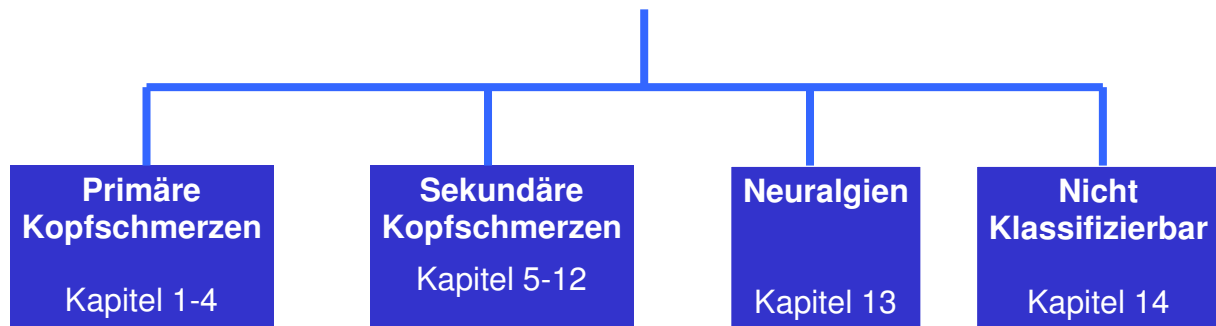 Primäre
Kopfschmerzen
Kapitel 1-4
Sekundäre
Kopfschmerzen
Kapitel 5-12
Neuralgien
Kapitel 13
Nicht
Klassifizierbar
Kapitel 14